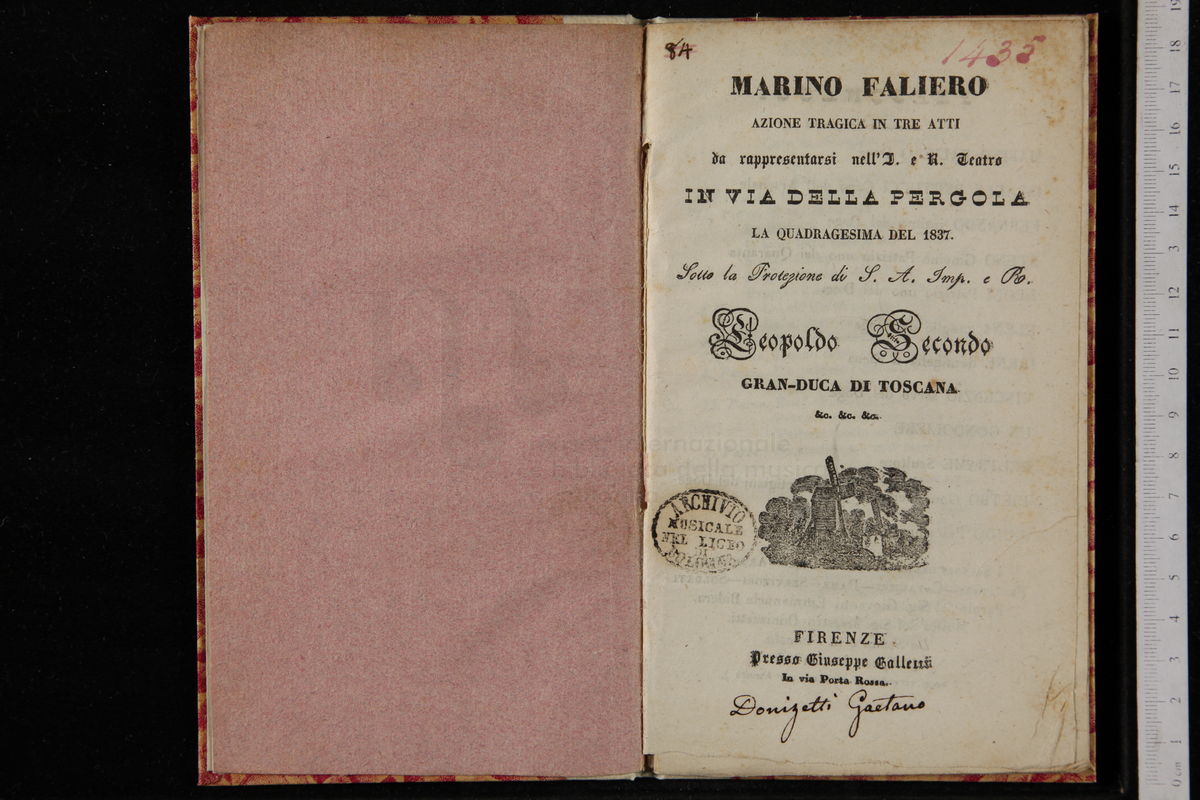 84
1435
MARINO FALIERO
AZIONE TRAGICA IN TRE ATTI
da rappresentarsi nell'I. e R. Teatro
IN VIA DELLA PERGOLA
LA QUADRAGESIMA DEL 1837.
Sotto la Protezione di S. A. Imp. e R.
Leopoldo Secondo
GRAN-DUCA DI TOSCANA
&c. &c. &c.
ARCHIVIO
MUSICALE
NEL LICEO
DI
BOLOGNA
FIRENZE
Presso Giuseppe Galletti
In via Porta Rossa.
Donizetti Gaetano